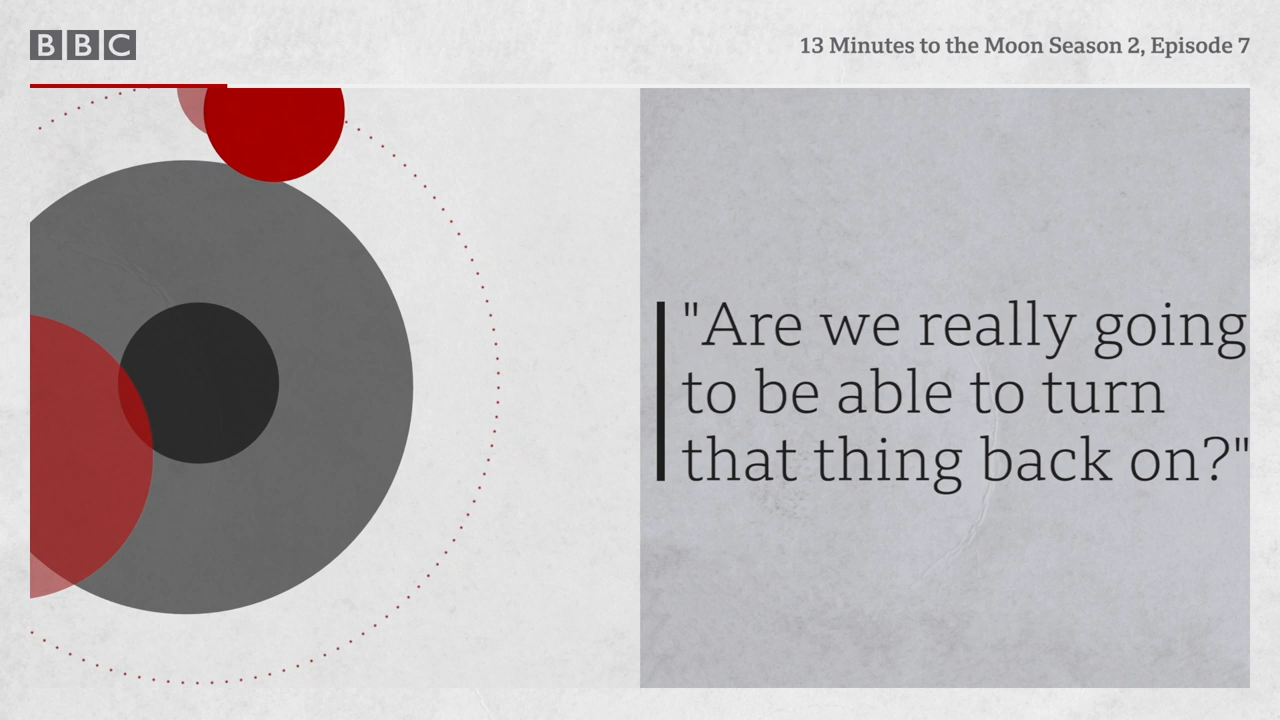 BBC
13 Minutes to the Moon Season 2, Episode 7
"Are we really going
to be able to turn
that thing back on?"